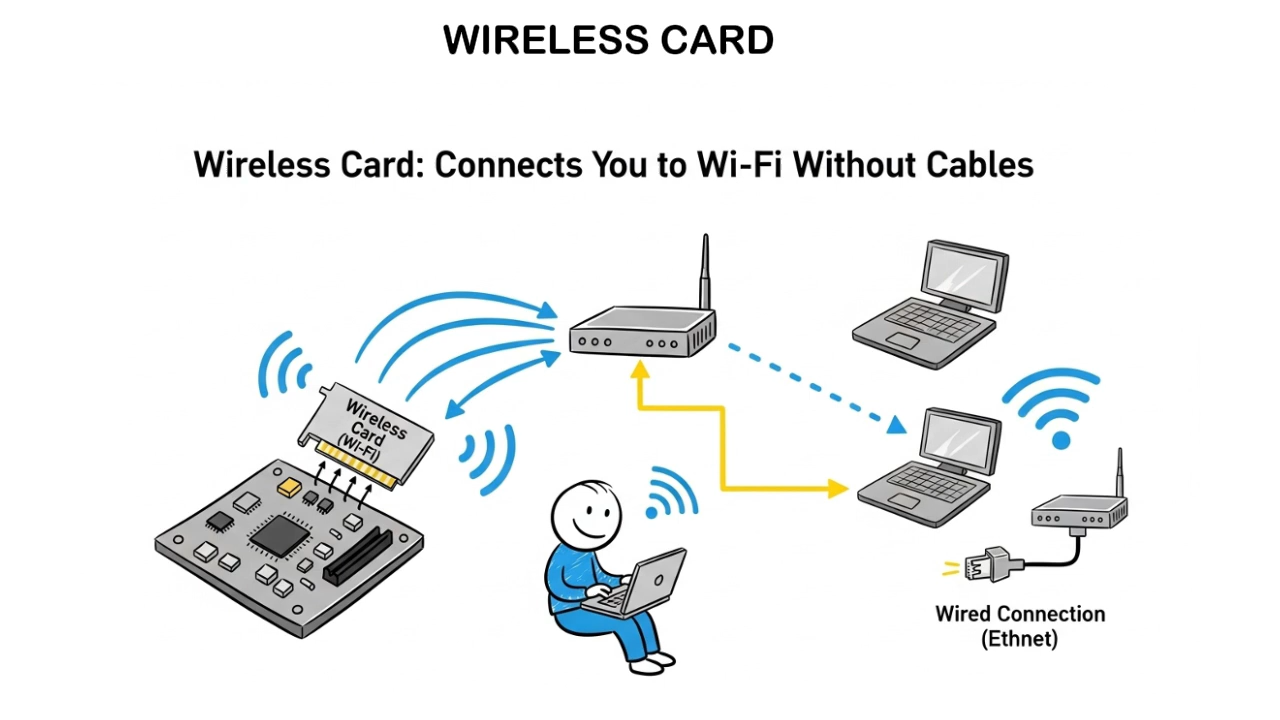 WIRELESS CARD
Wireless Card: Connects You to Wi-Fi Without Cables
Wireless
Card
(Wi-Fi)
Wired Connection
(Ethnet)